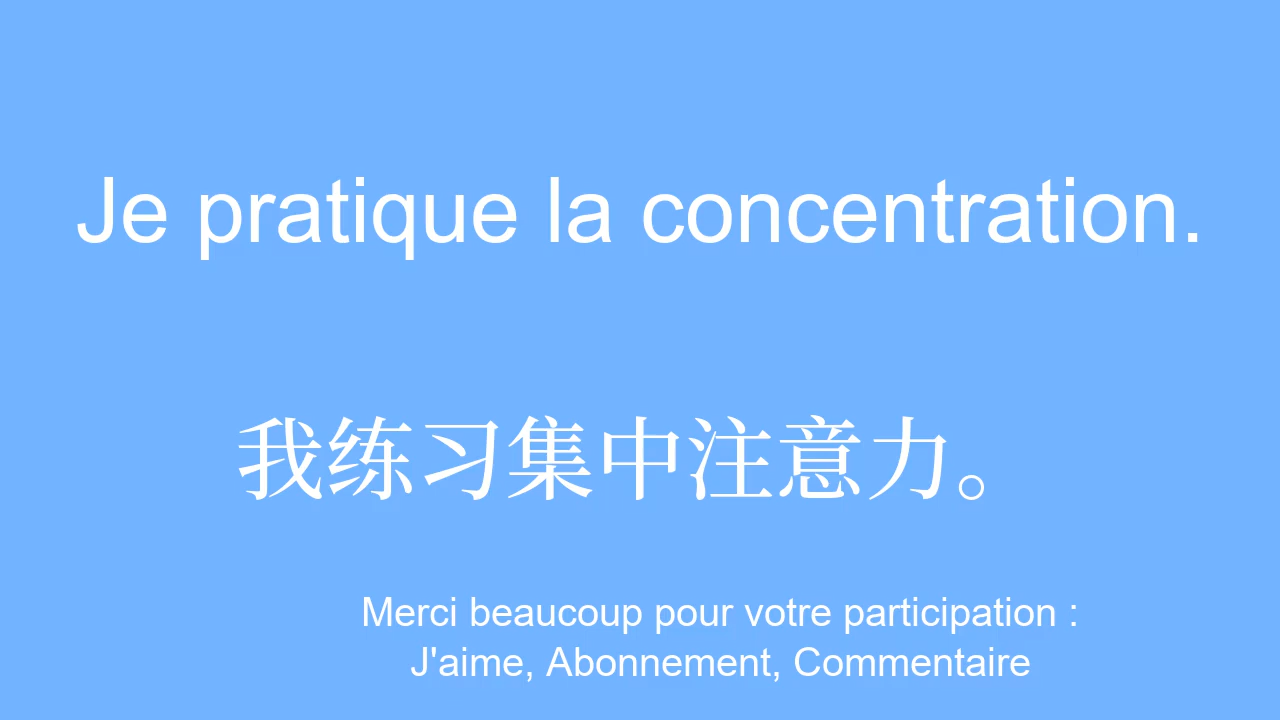 Je pratique la concentration.
我练习集中注意力。
Merci beaucoup pour votre participation :
J'aime, Abonnement, Commentaire